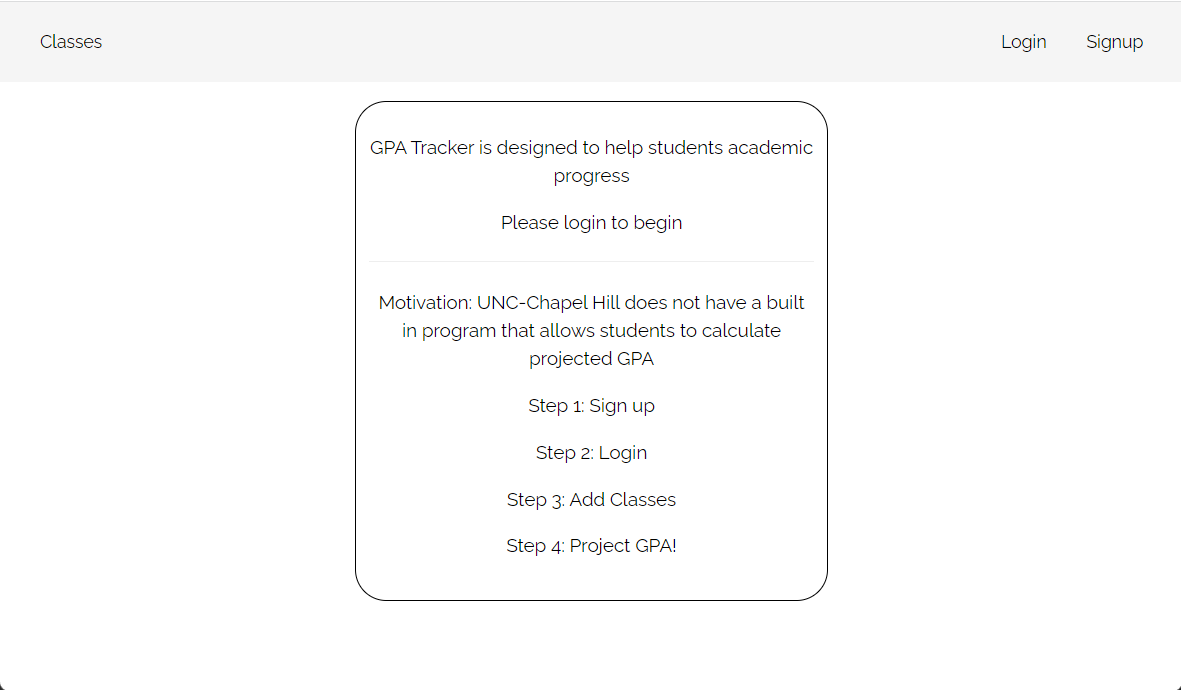 Classes
Login
Signup
GPA Tracker is designed to help students academic
progress
Please login to begin
Motivation: UNC-Chapel Hill does not have a built
in program that allows students to calculate
projected GPA
Step 1: Sign up
Step 2: Login
Step 3: Add Classes
Step 4: Project GPA!